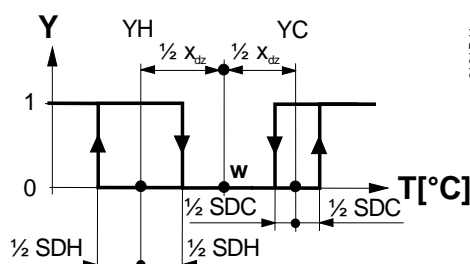 Y YH YC
½ x_dz ½ x_dz
1
w
0 T[°C]
½ SDC ½ SDC
½ SDH ½ SDH